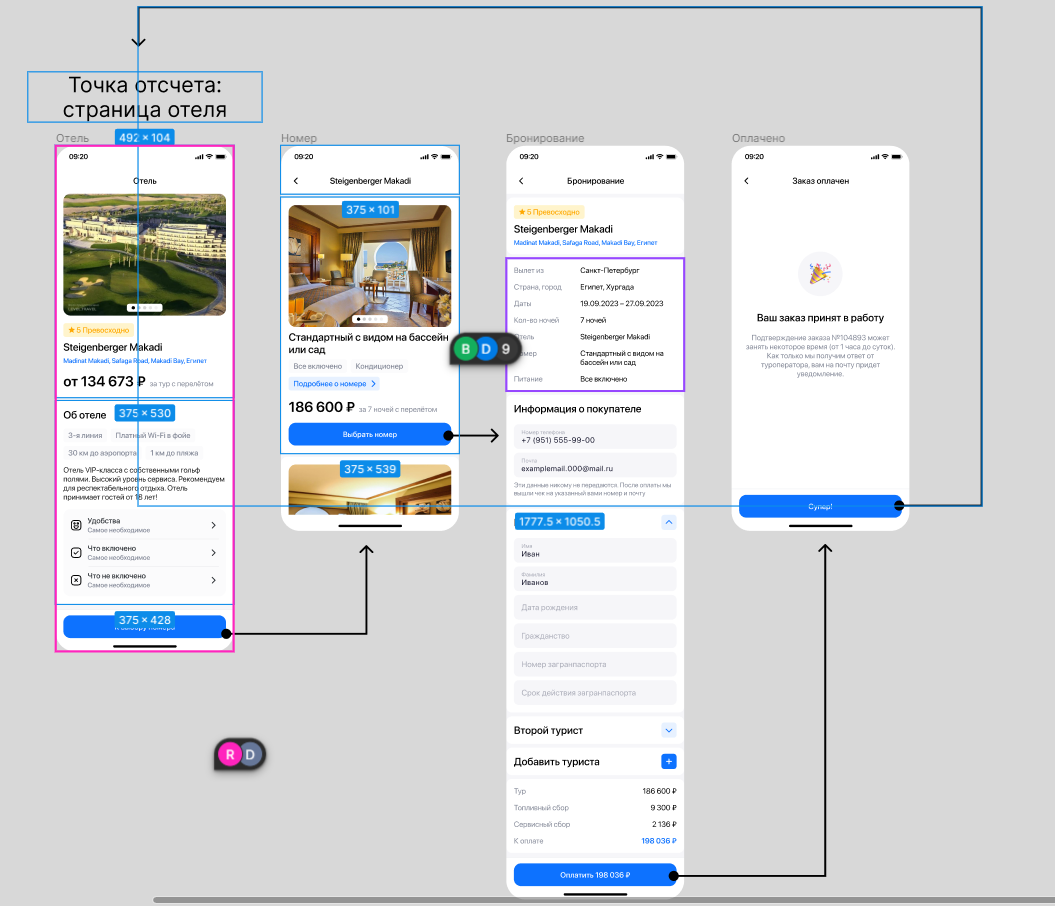 Точка отсчета:
страница отеля
Отель
492 × 104
09:20
Отель
5 Превосходно
Steigenberger Makadi
Madinat Makadi, Safaga Road, Makadi Bay, Египет
от 134 673 ₽ за тур с перелётом
Об отеле
375 × 530
3-я линия
Платный Wi-Fi в фойе
30 км до аэропорта
1 км до пляжа
Отель VIP-класса с собственными гольф
полями. Высокий уровнь сервиса. Рекомендуем
для респектабельного отдыха. Отель
принимает гостей от 18 лет!
Удобства
Самое необходимое
Что включено
Самое необходимое
Что не включено
Самое необходимое
375 × 428
Номер
09:20
Steigenberger Makadi
375 × 101
Стандартный с видом на бассейн
или сад
Все включено
Кондиционер
Подробнее о номере
186 600 ₽ за 7 ночей с перелётом
Выбрать номер
375 × 539
Бронирование
09:20
Бронирование
5 Превосходно
Steigenberger Makadi
Madinat Makadi, Safaga Road, Makadi Bay, Египет
Вылет из Санкт-Петербург
Страна, город Египет, Хургада
Даты 19.09.2023 – 27.09.2023
Кол-во ночей 7 ночей
Steigenberger Makadi
Стандартный с видом на
бассейн или сад
Питание Все включено
B D 9
Информация о покупателе
Номер телефона
+7 (951) 555-99-00
Почта
examplemail.000@mail.ru
Эти данные никому не передаются. После оплаты мы
вышли чек на указанный вами номер и почту
1777.5 × 1050.5
Имя
Иван
Фамилия
Иванов
Дата рождения
Гражданство
Номер загранпаспорта
Срок действия загранпаспорта
Второй турист
Добавить туриста
Тур 186 600 ₽
Топливный сбор 9 300 ₽
Сервисный сбор 2 136 ₽
К оплате 198 036 ₽
Оплатить 198 036 ₽
Оплачено
09:20
Заказ оплачен
Ваш заказ принят в работу
Подтверждение заказа №104893 может
занять некоторое время (от 1 часа до суток).
Как только мы получим ответ от
туроператора, вам на почту придет
уведомление.
Супер!
R D